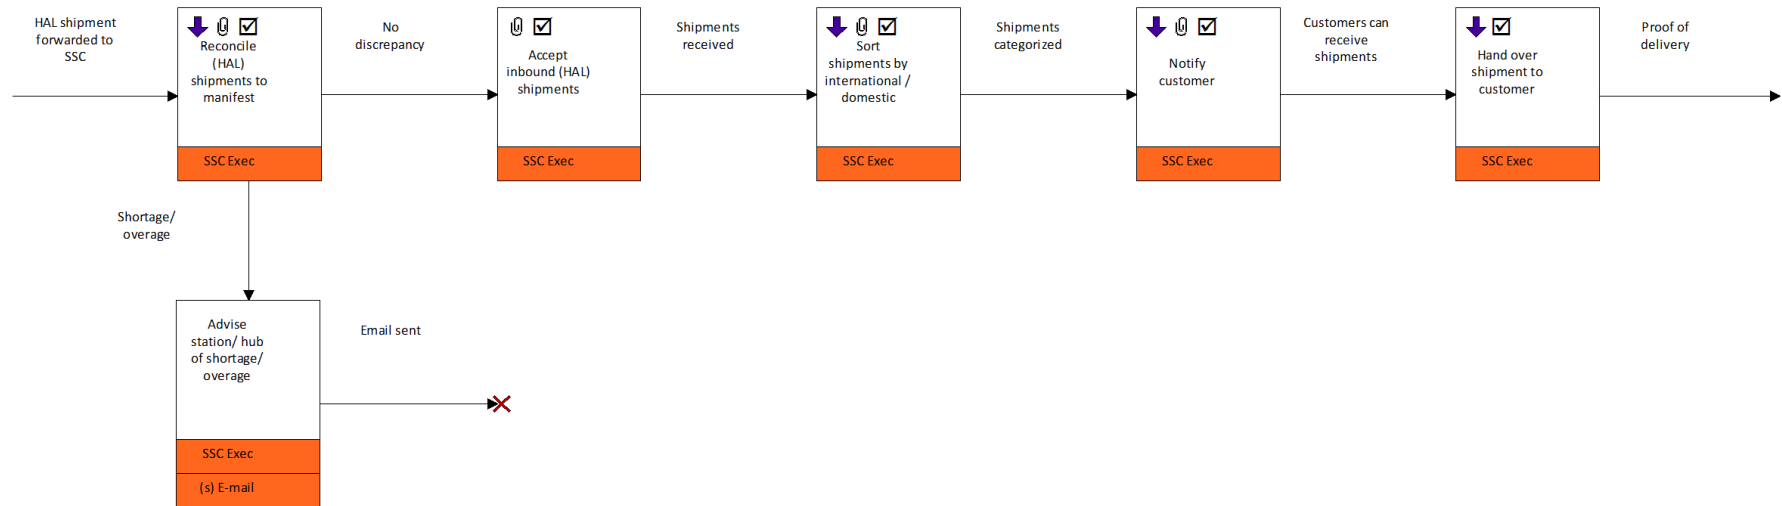 HAL shipment
forwarded to
SSC
Reconcile
(HAL)
shipments to
manifest
SSC Exec
No
discrepancy
Accept
inbound (HAL)
shipments
SSC Exec
Shipments
received
Sort
shipments by
international /
domestic
SSC Exec
Shipments
categorized
Notify
customer
SSC Exec
Customers can
receive
shipments
Hand over
shipment to
customer
SSC Exec
Proof of
delivery
Shortage/
overage
Advise
station/ hub
of shortage/
overage
SSC Exec
(s) E-mail
Email sent